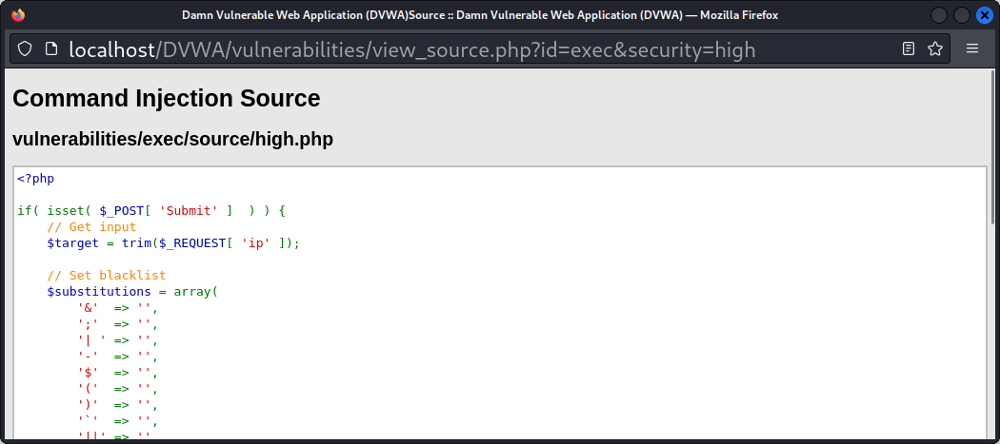 Damn Vulnerable Web Application (DVWA)Source :: Damn Vulnerable Web Application (DVWA) — Mozilla Firefox
localhost/DVWA/vulnerabilities/view_source.php?id=exec&security=high
Command Injection Source
vulnerabilities/exec/source/high.php
<?php
if( isset( $_POST[ 'Submit' ]  ) ) {
    // Get input
    $target = trim($_REQUEST[ 'ip' ]);
    // Set blacklist
    $substitutions = array(
        '&'  => '',
        ';'  => '',
        '| ' => '',
        '-'  => '',
        '$'  => '',
        '('  => '',
        ')'  => '',
        '`'  => '',
        '||' => ''